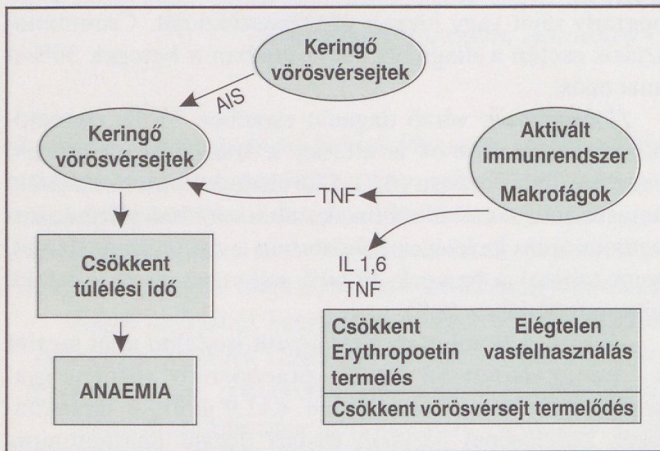 Keringő
vörösvérsejtek
AIS
Keringő
vörösvérsejtek
Aktivált
immunrendszer
Makrofágok
TNF
IL 1,6
TNF
Csökkent
túlélési idő
ANAEMIA
Csökkent Elégtelen
Erythropoetin vasfelhasználás
termelés
Csökkent vörösvérsejt termelődés